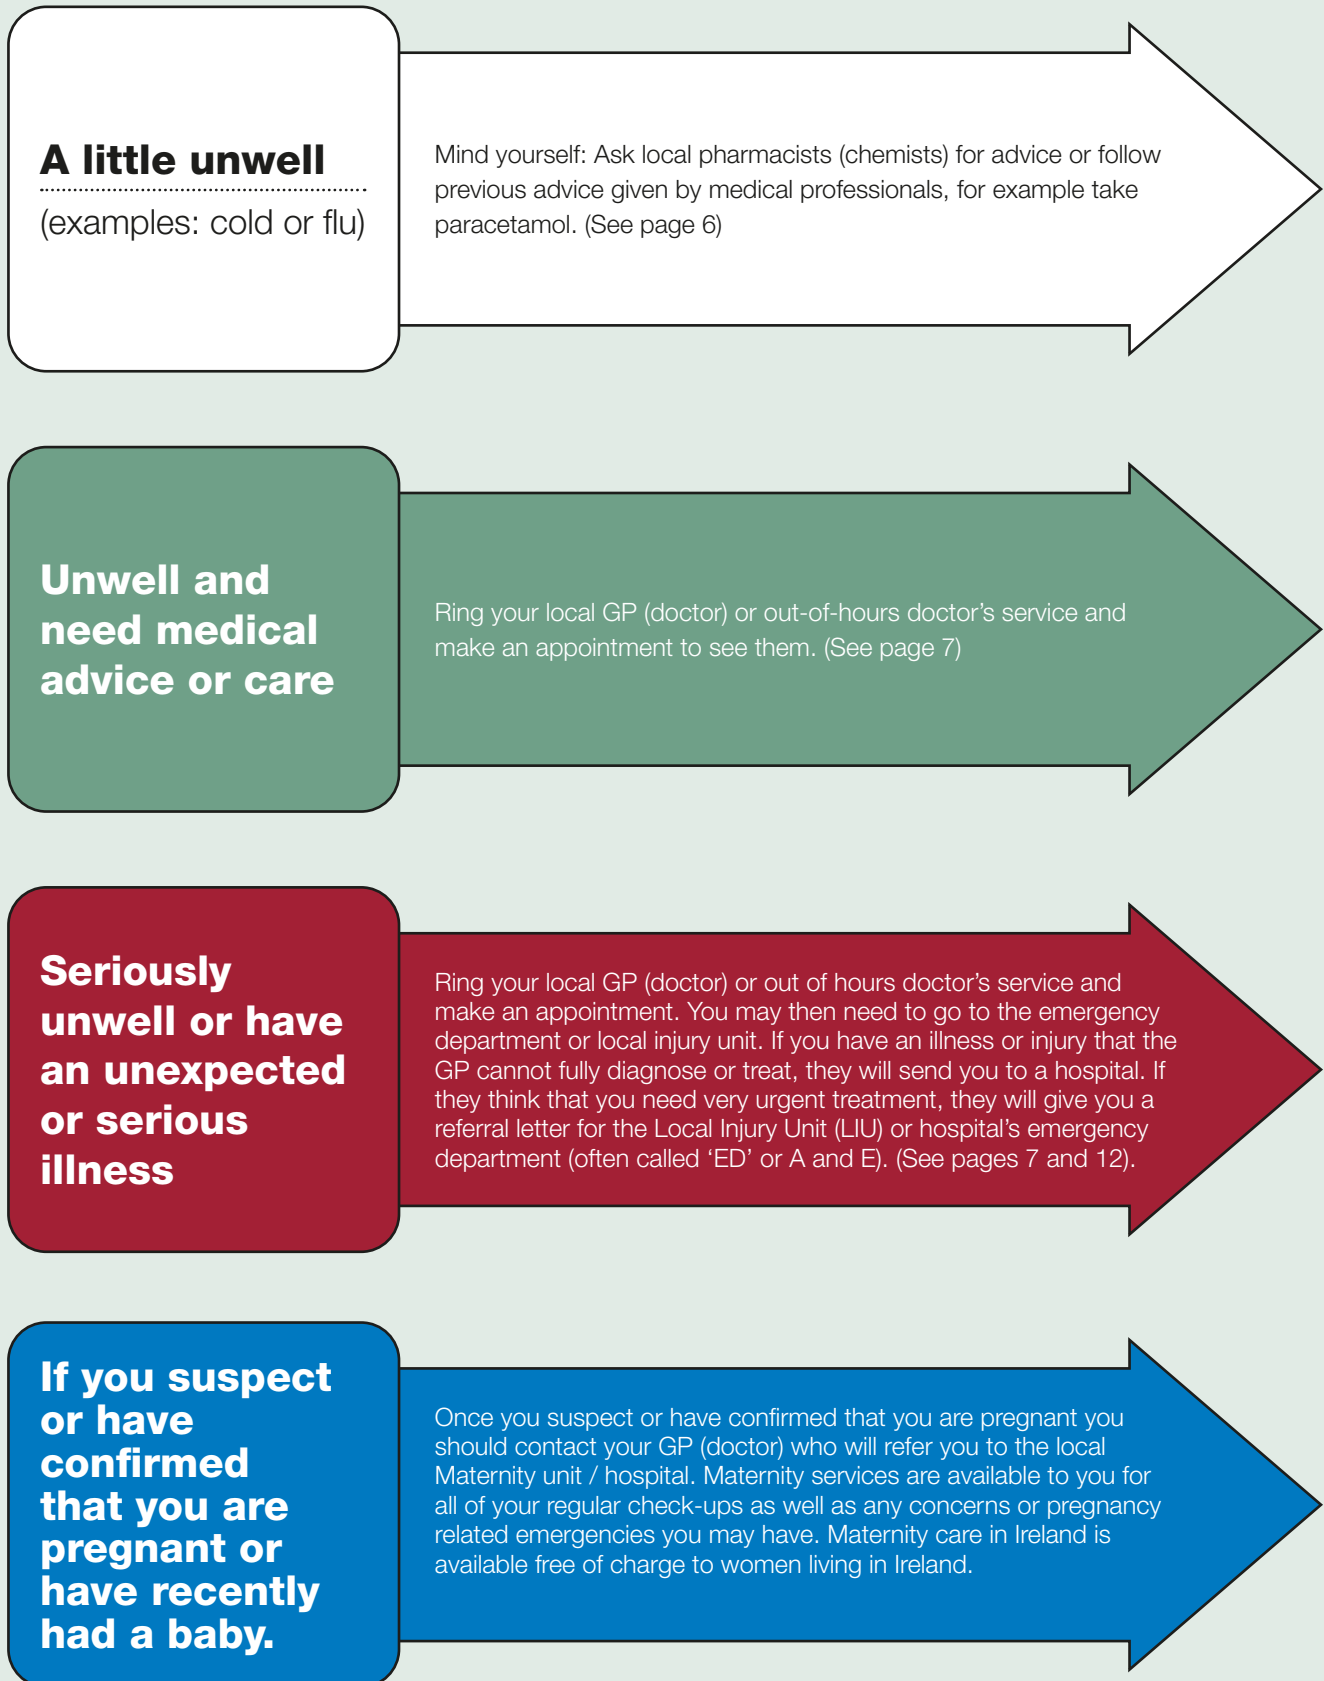 A little unwell
(examples: cold or flu)
Mind yourself: Ask local pharmacists (chemists) for advice or follow
previous advice given by medical professionals, for example take
paracetamol. (See page 6)
Unwell and
need medical
advice or care
Ring your local GP (doctor) or out-of-hours doctor’s service and
make an appointment to see them. (See page 7)
Seriously
unwell or have
an unexpected
or serious
illness
Ring your local GP (doctor) or out of hours doctor’s service and
make an appointment. You may then need to go to the emergency
department or local injury unit. If you have an illness or injury that the
GP cannot fully diagnose or treat, they will send you to a hospital. If
they think that you need very urgent treatment, they will give you a
referral letter for the Local Injury Unit (LIU) or hospital’s emergency
department (often called ‘ED’ or A and E). (See pages 7 and 12).
If you suspect
or have
confirmed
that you are
pregnant or
have recently
had a baby.
Once you suspect or have confirmed that you are pregnant you
should contact your GP (doctor) who will refer you to the local
Maternity unit / hospital. Maternity services are available to you for
all of your regular check-ups as well as any concerns or pregnancy
related emergencies you may have. Maternity care in Ireland is
available free of charge to women living in Ireland.